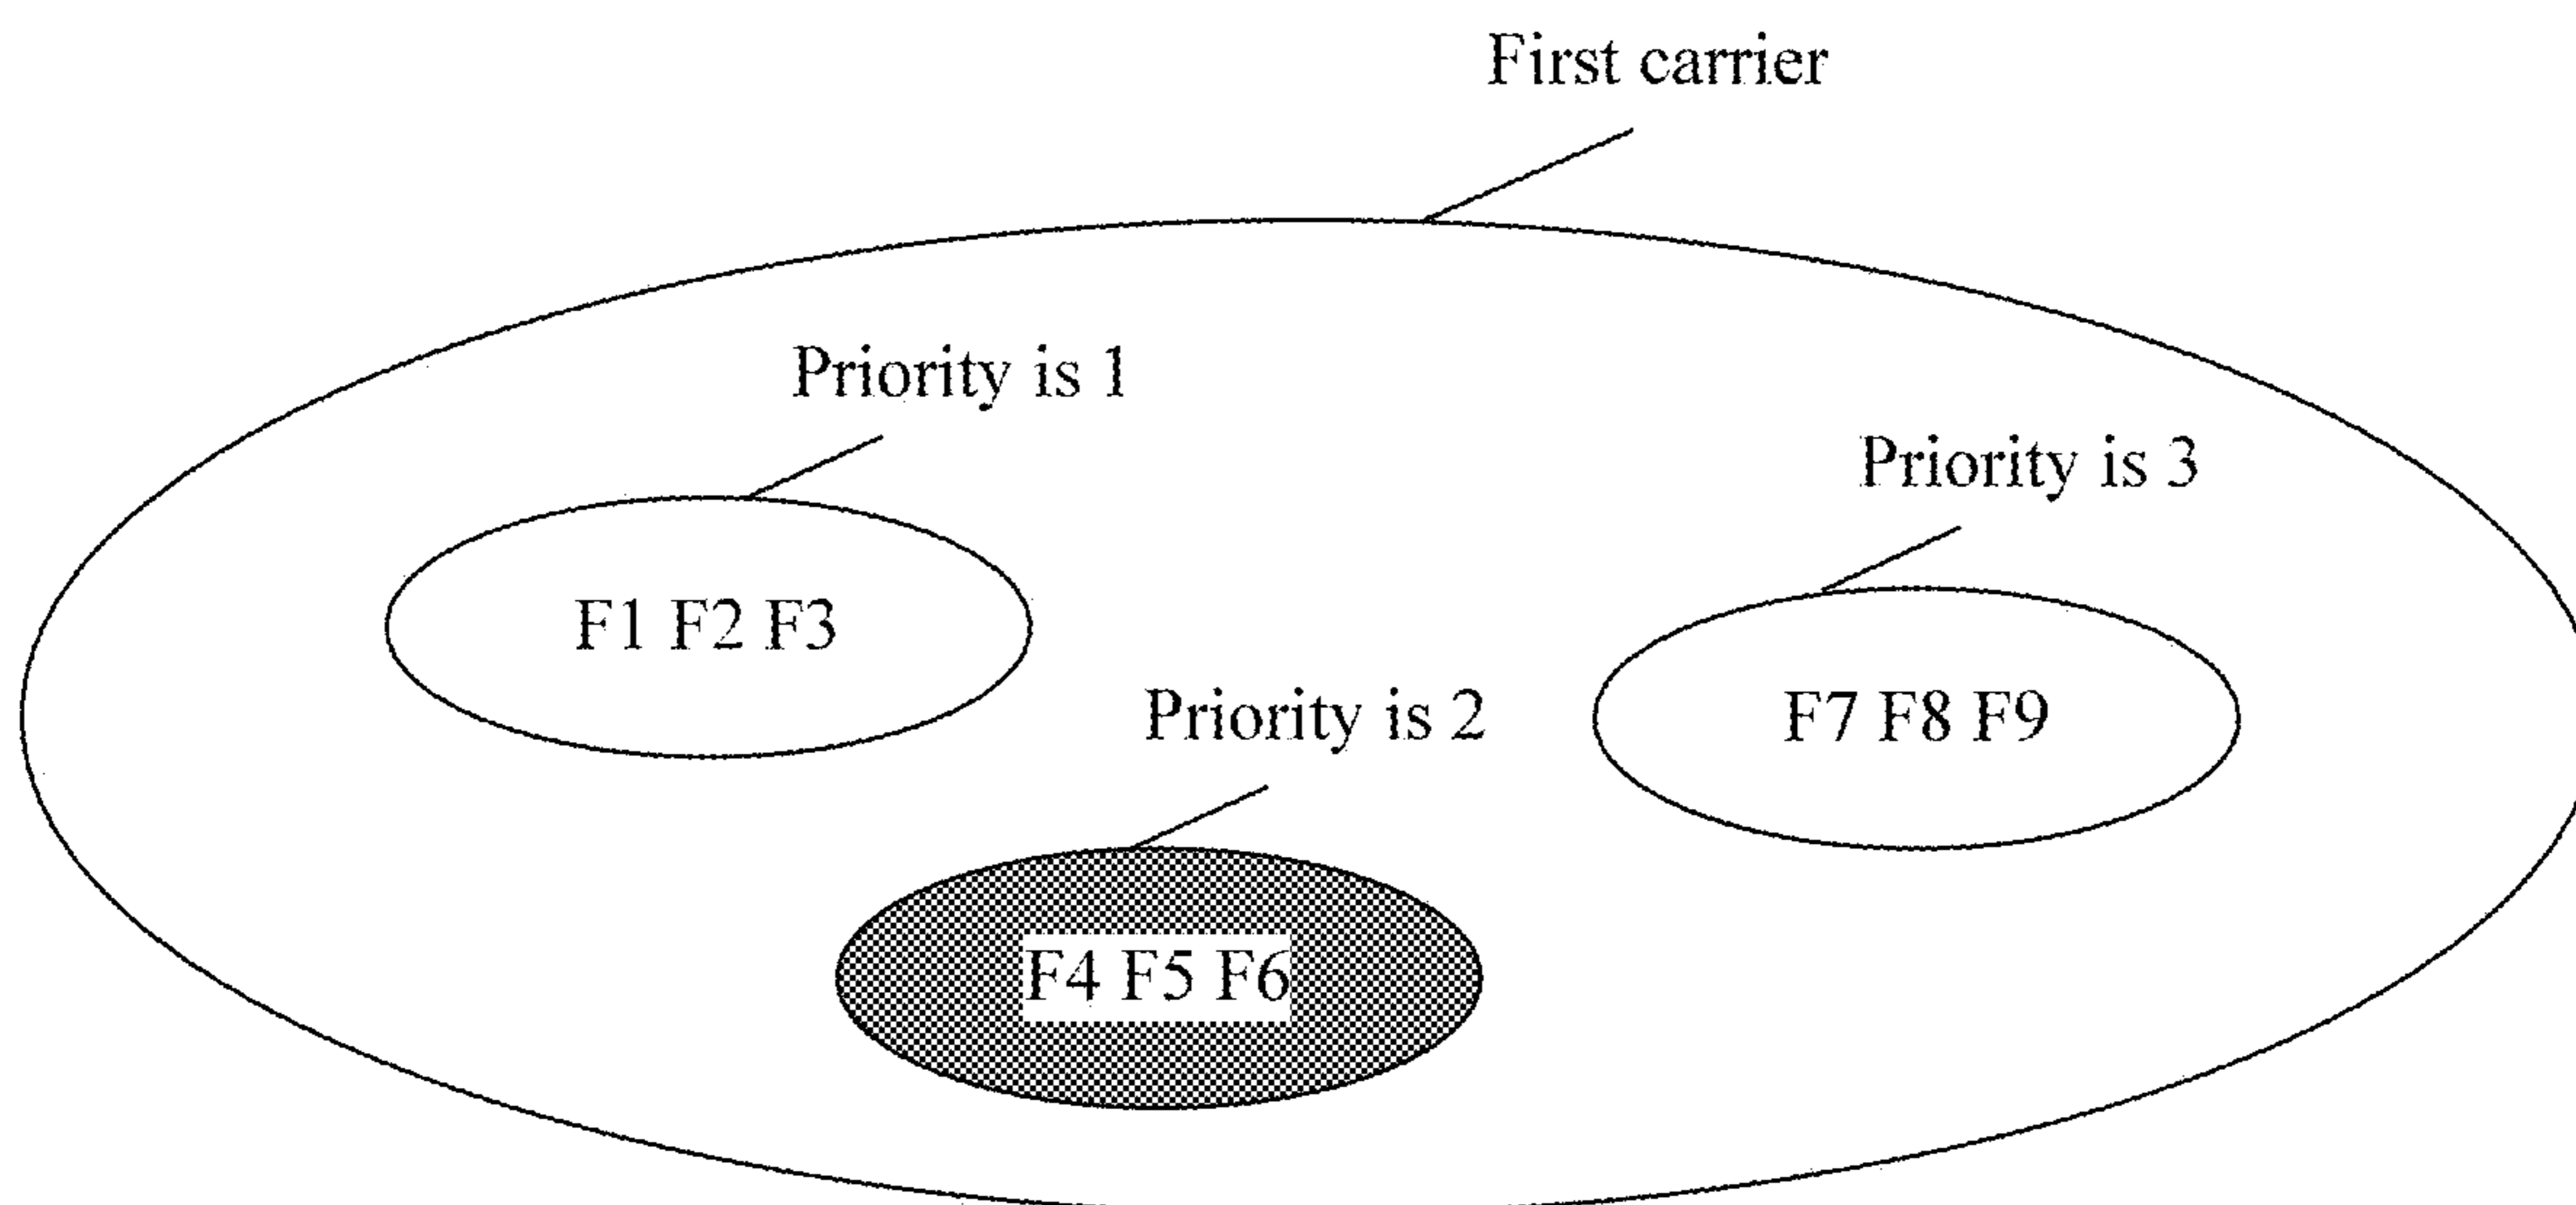 First carrier
Priority is 1
Priority is 3
F1 F2 F3
Priority is 2
F7 F8 F9
F4 F5 F6